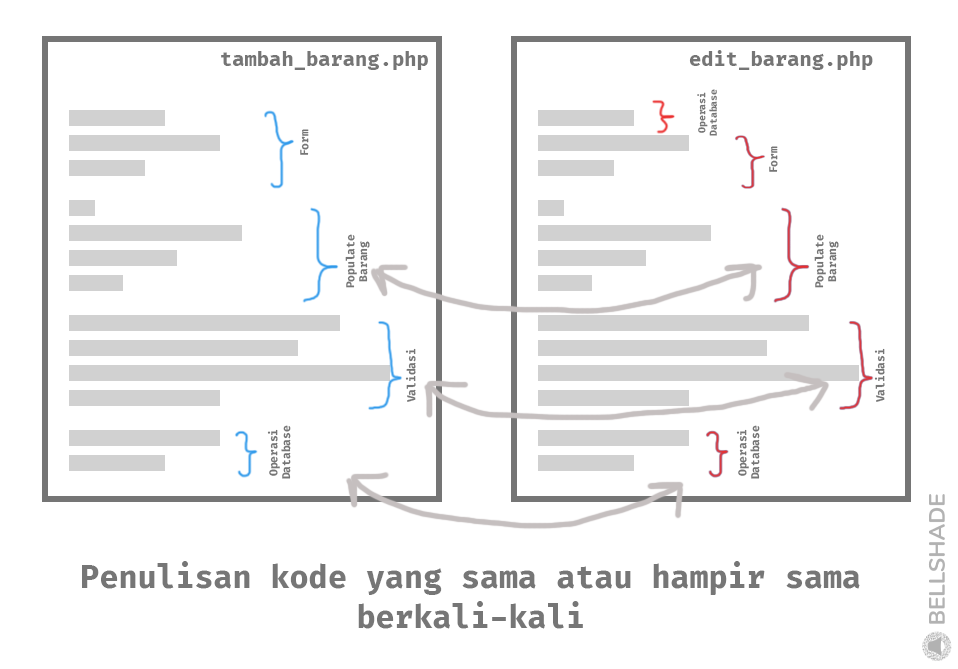 tambah_barang.php
Form
Populate
Barang
Validasi
Operasi
Database
edit_barang.php
Operasi
Database
Form
Populate
Barang
Validasi
Operasi
Database
Penulisan kode yang sama atau hampir sama
berkali-kali
BELLSHADE